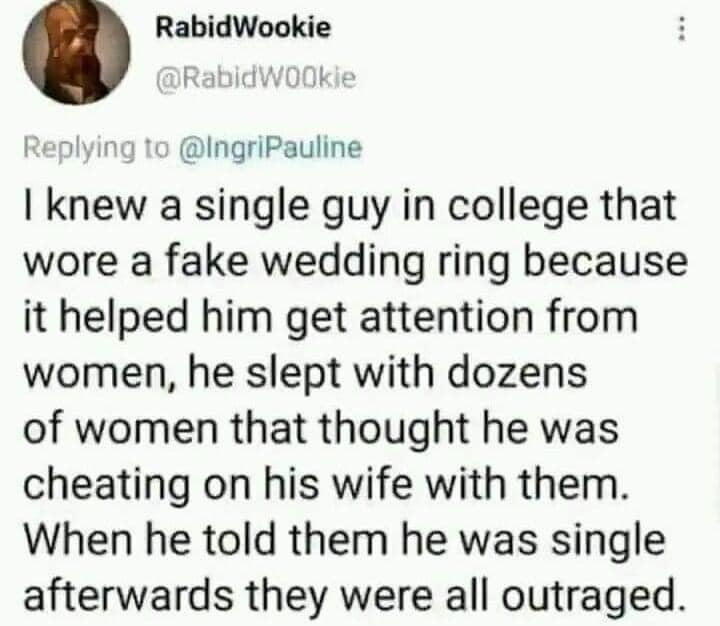 RabidWookie
@RabidW00kie
Replying to @IngriPauline
I knew a single guy in college that
wore a fake wedding ring because
it helped him get attention from
women, he slept with dozens
of women that thought he was
cheating on his wife with them.
When he told them he was single
afterwards they were all outraged.